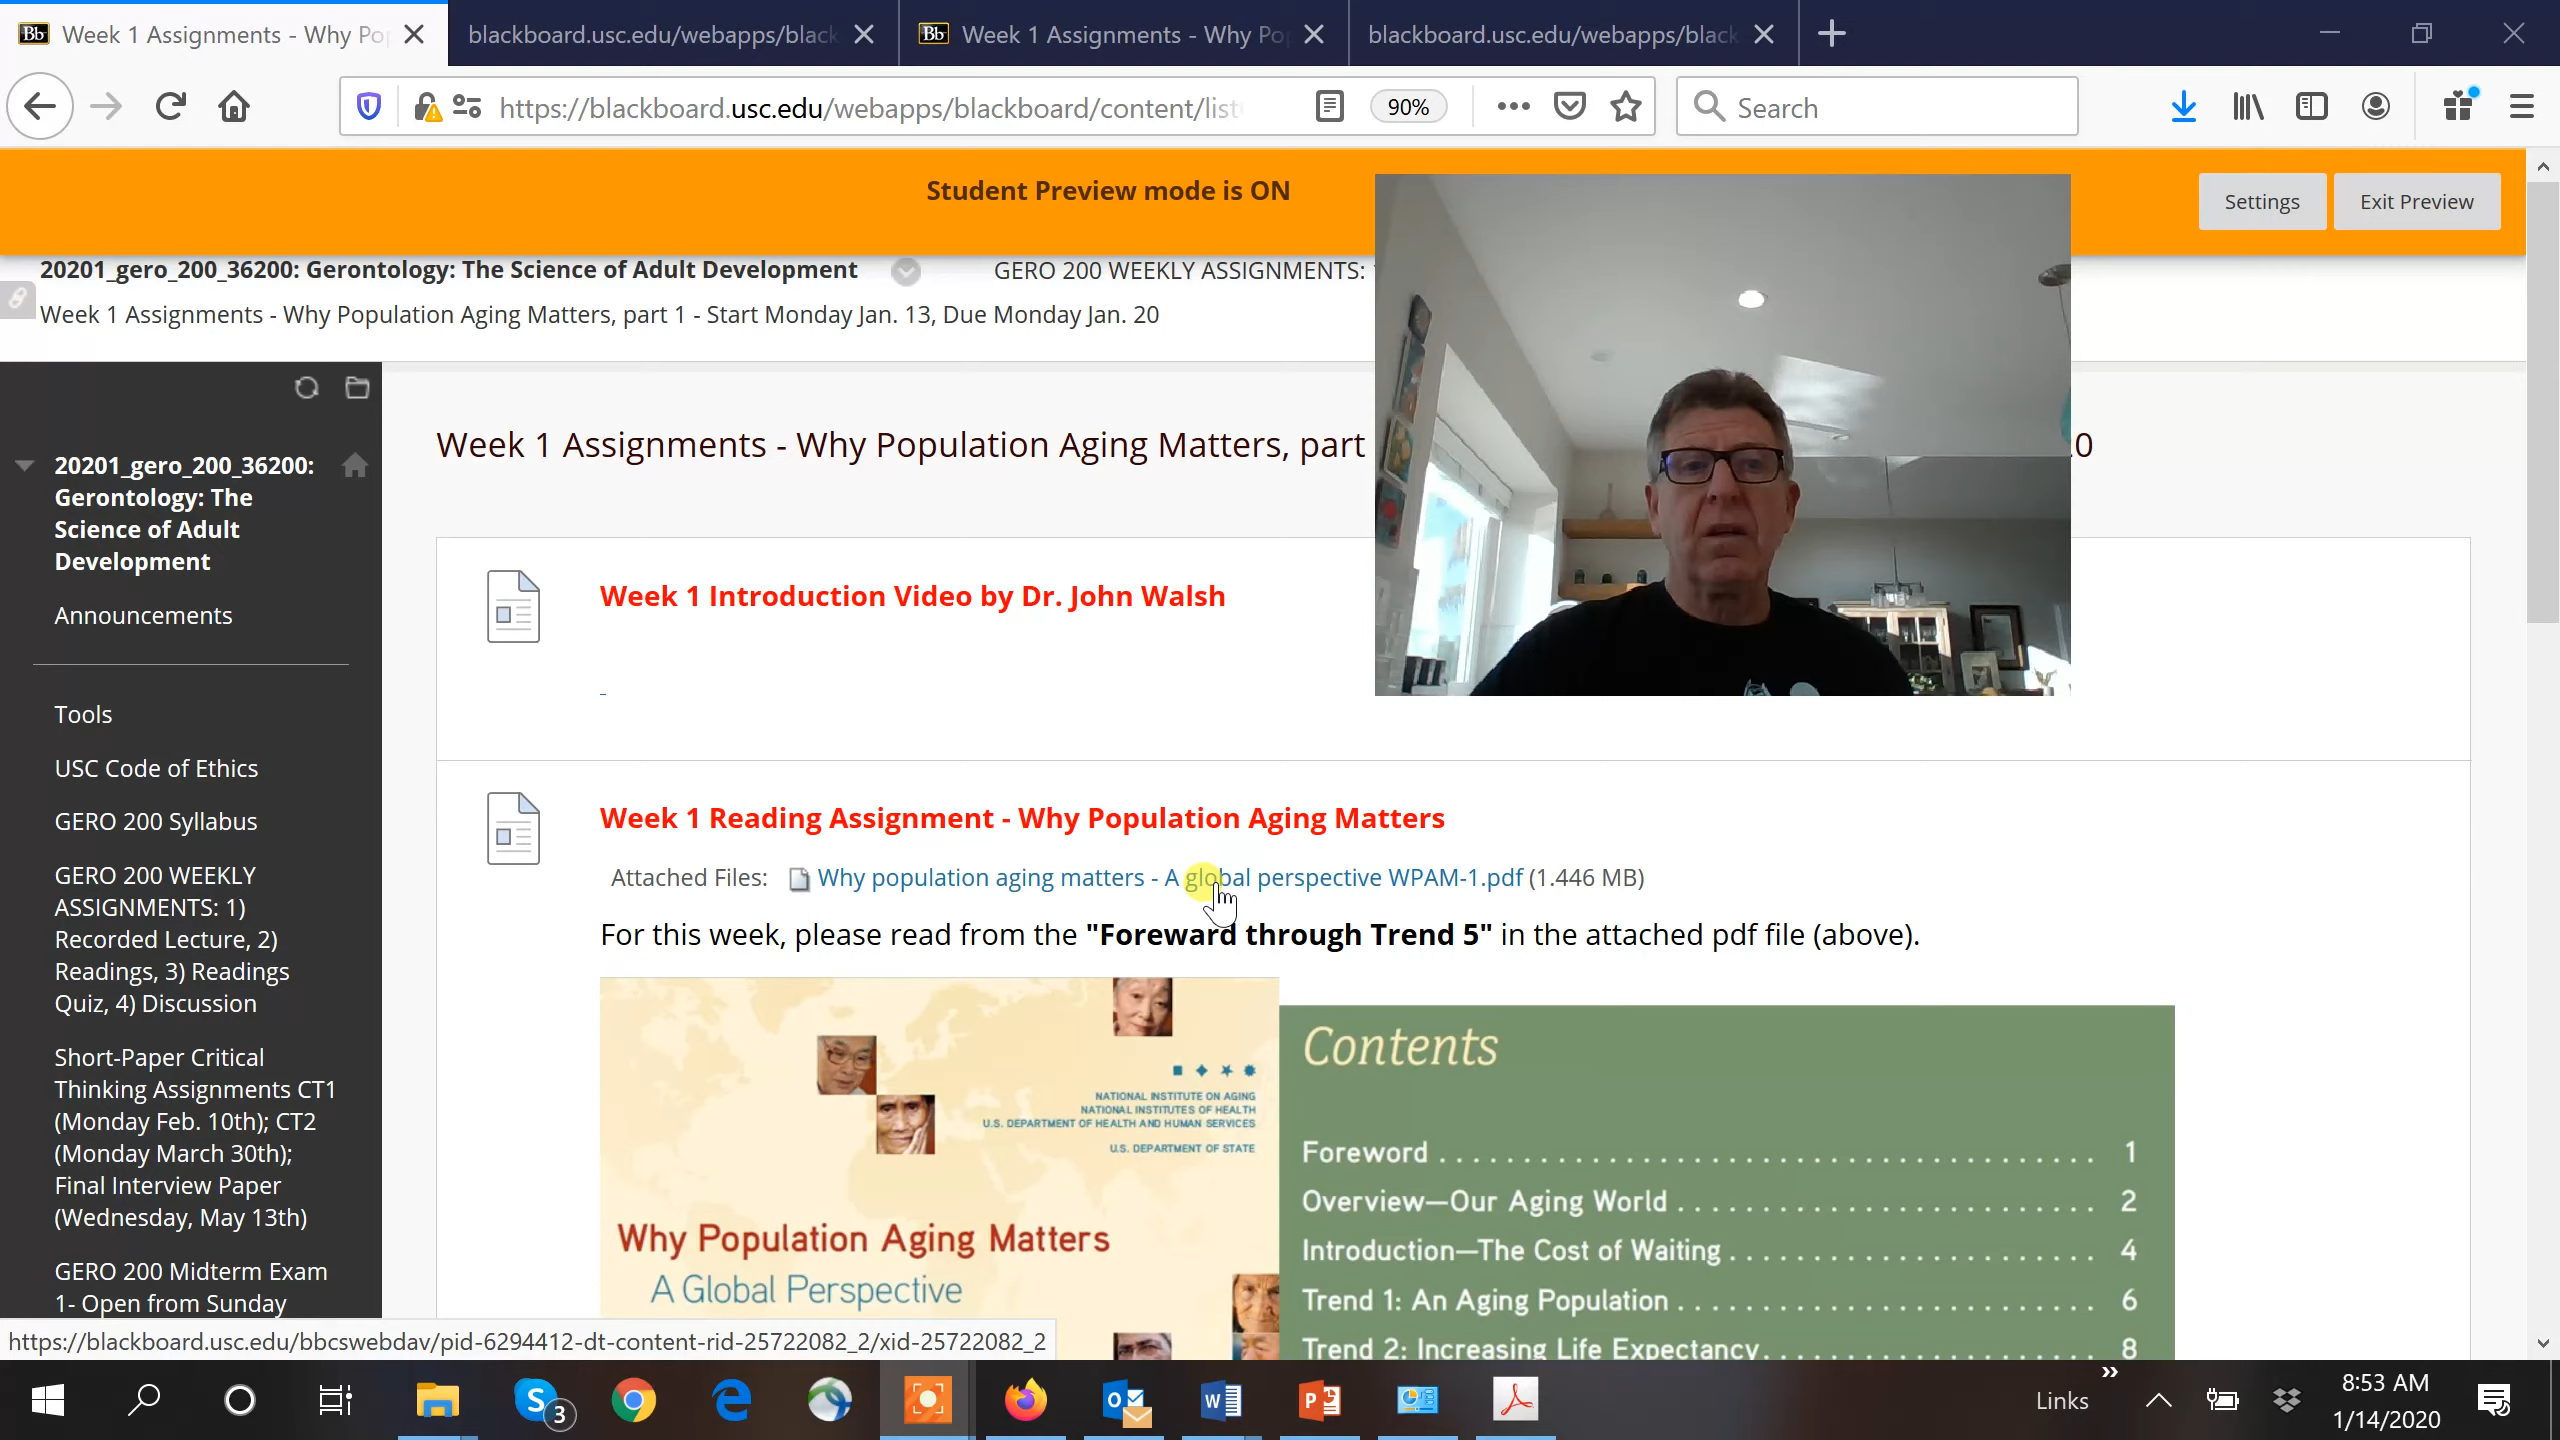 Week 1 Assignments - Why Po
blackboard.usc.edu/webapps/black
Week 1 Assignments - Why Po
blackboard.usc.edu/webapps/black
https://blackboard.usc.edu/webapps/blackboard/content/list
90%
Search
Student Preview mode is ON
Settings
Exit Preview
20201_gero_200_36200: Gerontology: The Science of Adult Development
GERO 200 WEEKLY ASSIGNMENTS:
Week 1 Assignments - Why Population Aging Matters, part 1 - Start Monday Jan. 13, Due Monday Jan. 20
Week 1 Assignments - Why Population Aging Matters, part
0
20201_gero_200_36200:
Gerontology: The
Science of Adult
Development
Announcements
Tools
USC Code of Ethics
GERO 200 Syllabus
GERO 200 WEEKLY
ASSIGNMENTS: 1)
Recorded Lecture, 2)
Readings, 3) Readings
Quiz, 4) Discussion
Short-Paper Critical
Thinking Assignments CT1
(Monday Feb. 10th); CT2
(Monday March 30th);
Final Interview Paper
(Wednesday, May 13th)
GERO 200 Midterm Exam
1- Open from Sunday
Week 1 Introduction Video by Dr. John Walsh
Week 1 Reading Assignment - Why Population Aging Matters
Attached Files: Why population aging matters - A global perspective WPAM-1.pdf (1.446 MB)
For this week, please read from the "Foreward through Trend 5" in the attached pdf file (above).
NATIONAL INSTITUTE ON AGING
NATIONAL INSTITUTES OF HEALTH
U.S. DEPARTMENT OF HEALTH AND HUMAN SERVICES
U.S. DEPARTMENT OF STATE
Why Population Aging Matters
A Global Perspective
Contents
Foreword 1
Overview—Our Aging World 2
Introduction—The Cost of Waiting 4
Trend 1: An Aging Population 6
Trend 2: Increasing Life Expectancy 8
https://blackboard.usc.edu/bbcswebdav/pid-6294412-dt-content-rid-25722082_2/xid-25722082_2
3
Links
8:53 AM
1/14/2020